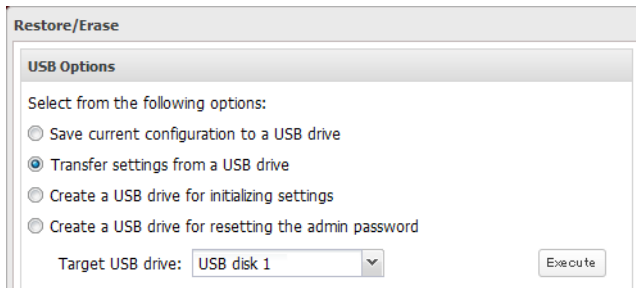 Restore/Erase
USB Options
Select from the following options:
Save current configuration to a USB drive
Transfer settings from a USB drive
Create a USB drive for initializing settings
Create a USB drive for resetting the admin password
Target USB drive: USB disk 1 Execute